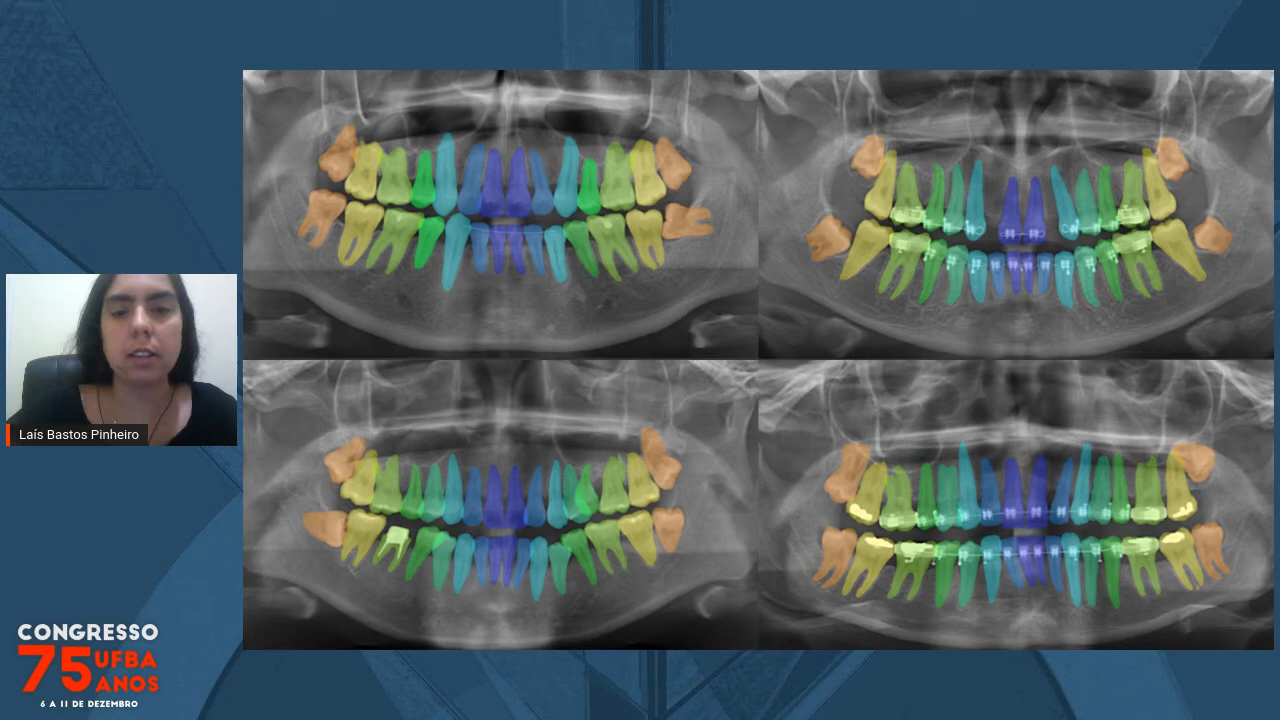 Laís Bastos Pinheiro
CONGRESSO
75 UFBA
ANOS
6 A 11 DE DEZEMBRO